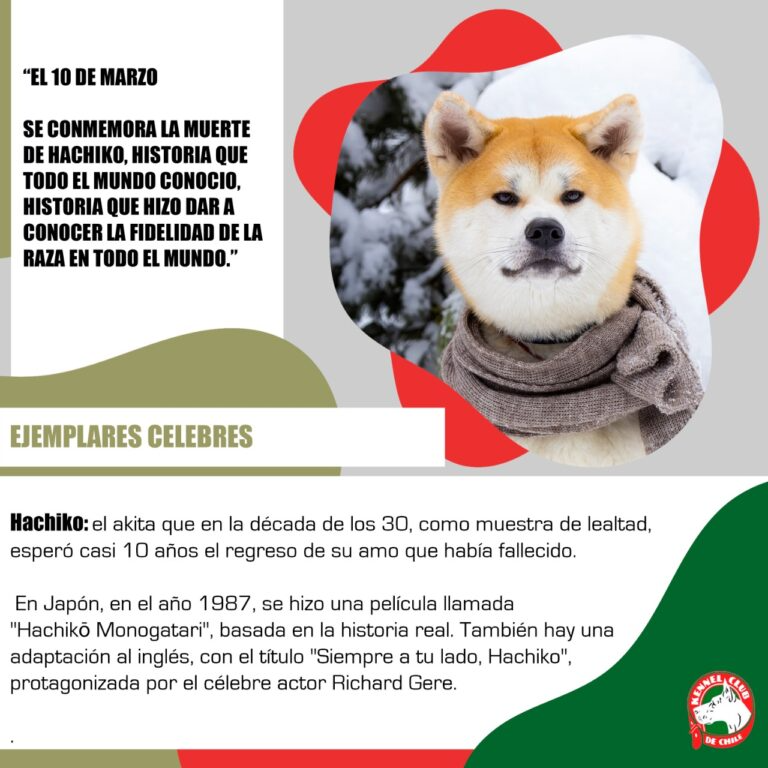 “EL 10 DE MARZO
SE CONMEMORA LA MUERTE
DE HACHIKO, HISTORIA QUE
TODO EL MUNDO CONOCIO,
HISTORIA QUE HIZO DAR A
CONOCER LA FIDELIDAD DE LA
RAZA EN TODO EL MUNDO.”
EJEMPLARES CELEBRES
Hachiko: el akita que en la década de los 30, como muestra de lealtad,
esperó casi 10 años el regreso de su amo que había fallecido.
En Japón, en el año 1987, se hizo una película llamada
"Hachikō Monogatari", basada en la historia real. También hay una
adaptación al inglés, con el título "Siempre a tu lado, Hachiko",
protagonizada por el célebre actor Richard Gere.
.
KENNEL CLUB
DE CHILE